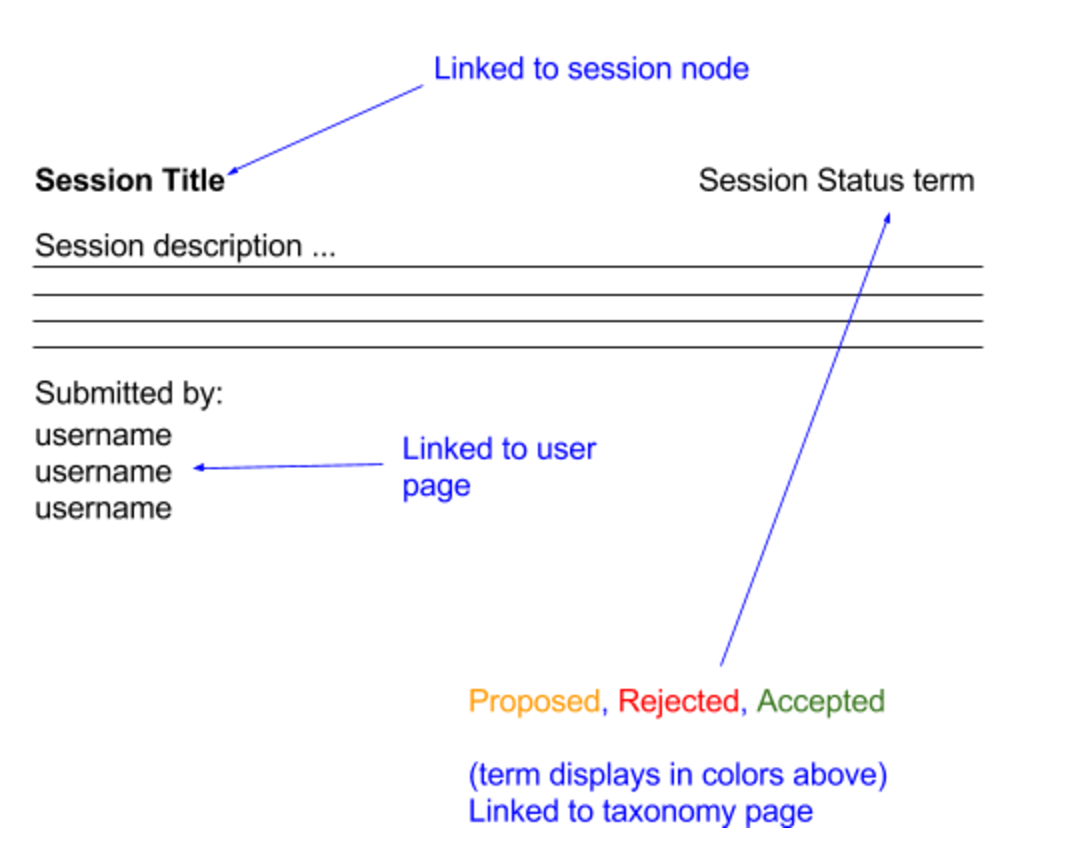 Linked to session node
Session Title
Session Status term
Session description ...
Submitted by:
username
username
username
Linked to user
page
Proposed, Rejected, Accepted
(term displays in colors above)
Linked to taxonomy page